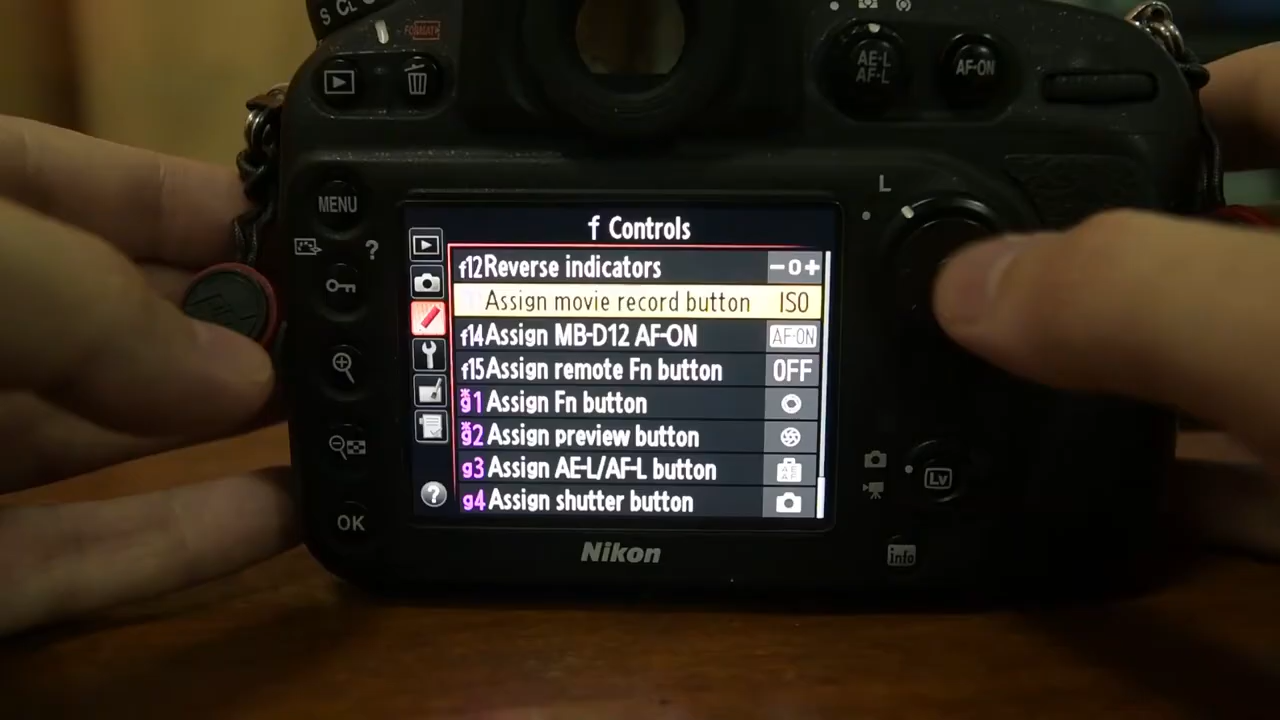 S CL
FORMAT
AE-L
AF-L
AF-ON
MENU
L
?
f Controls
f12 Reverse indicators -0+
Assign movie record button ISO
f14 Assign MB-D12 AF-ON AF-ON
f15 Assign remote Fn button OFF
g1 Assign Fn button
g2 Assign preview button
g3 Assign AE-L/AF-L button
g4 Assign shutter button
?
OK
Lv
Nikon
info